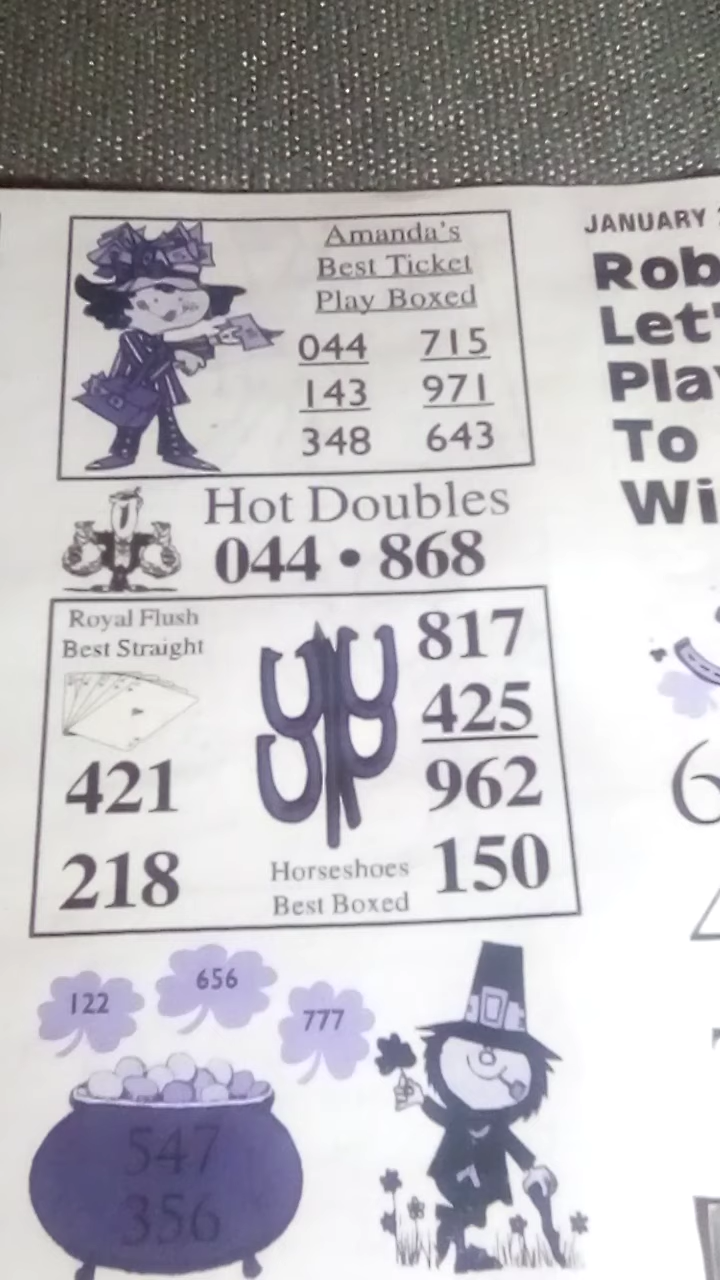 Amanda's
Best Ticket
Play Boxed
044 715
143 971
348 643
Hot Doubles
044 • 868
Royal Flush
Best Straight
421
218
817
425
962
150
Horseshoes
Best Boxed
122
656
777
547
356
JANUARY
Rob
Let'
Play
To
Wi
6